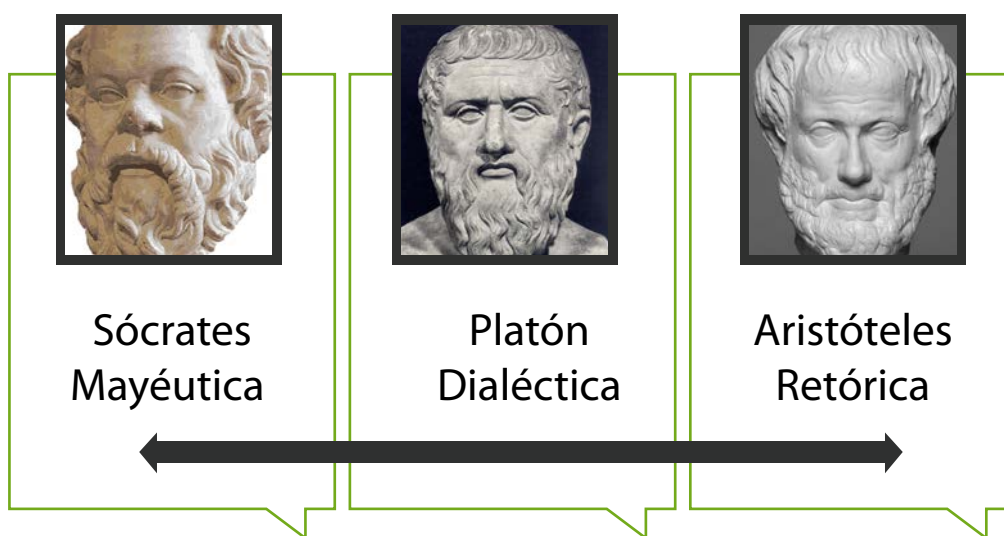 Sócrates
Mayéutica
Platón
Dialéctica
Aristóteles
Retórica